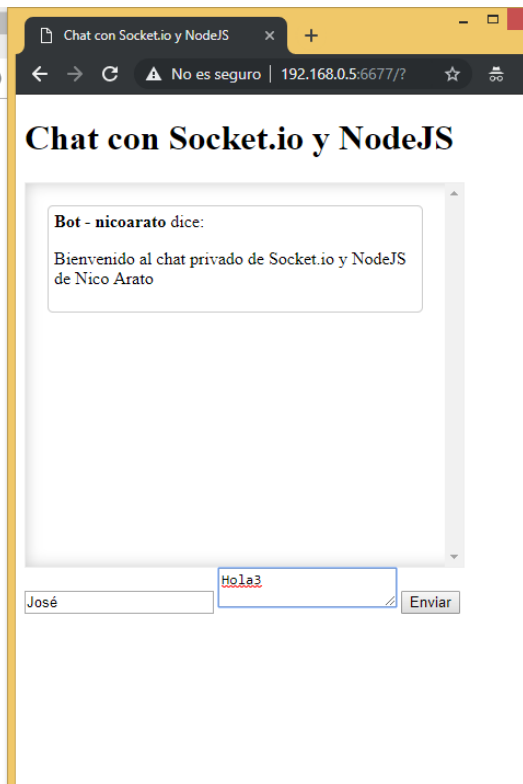 Chat con Socket.io y NodeJS
No es seguro | 192.168.0.5:6677/?
Chat con Socket.io y NodeJS
Bot - nicoarato dice:
Bienvenido al chat privado de Socket.io y NodeJS
de Nico Arato
Hola3
José
Enviar